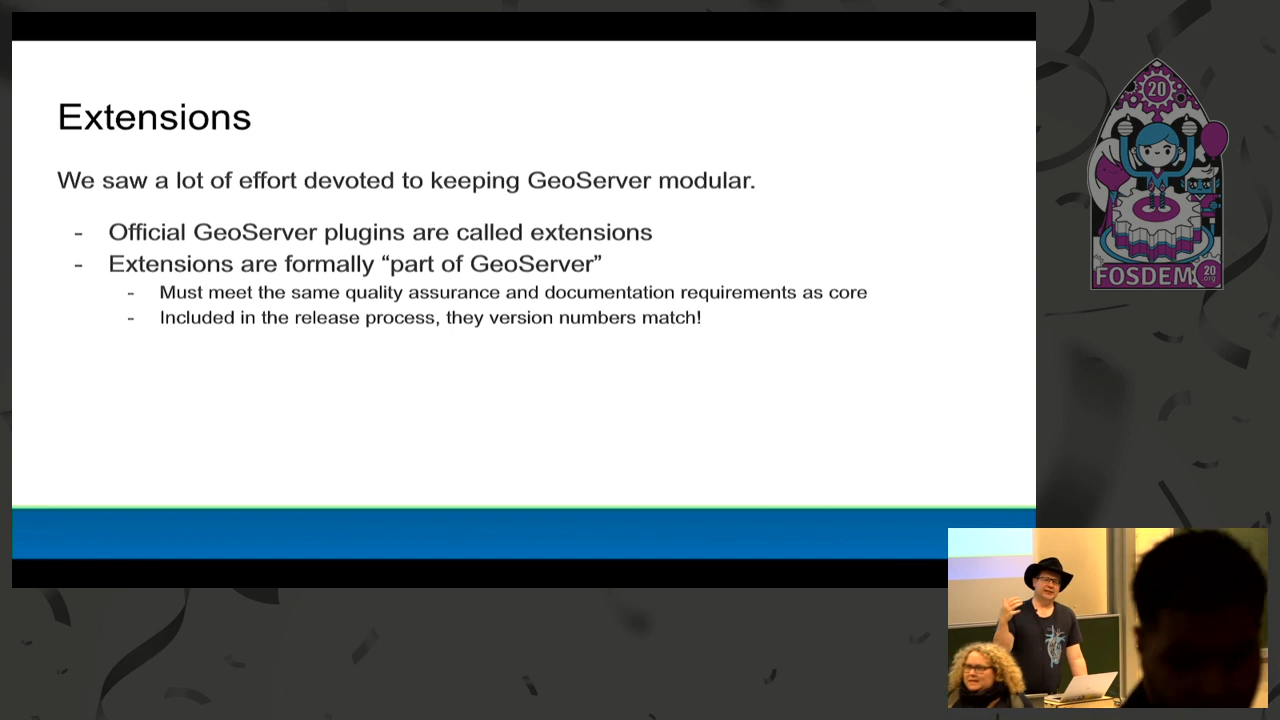 Extensions
We saw a lot of effort devoted to keeping GeoServer modular.
- Official GeoServer plugins are called extensions
- Extensions are formally “part of GeoServer”
- Must meet the same quality assurance and documentation requirements as core
- Included in the release process, they version numbers match!
20
FOSDEM
20
.org